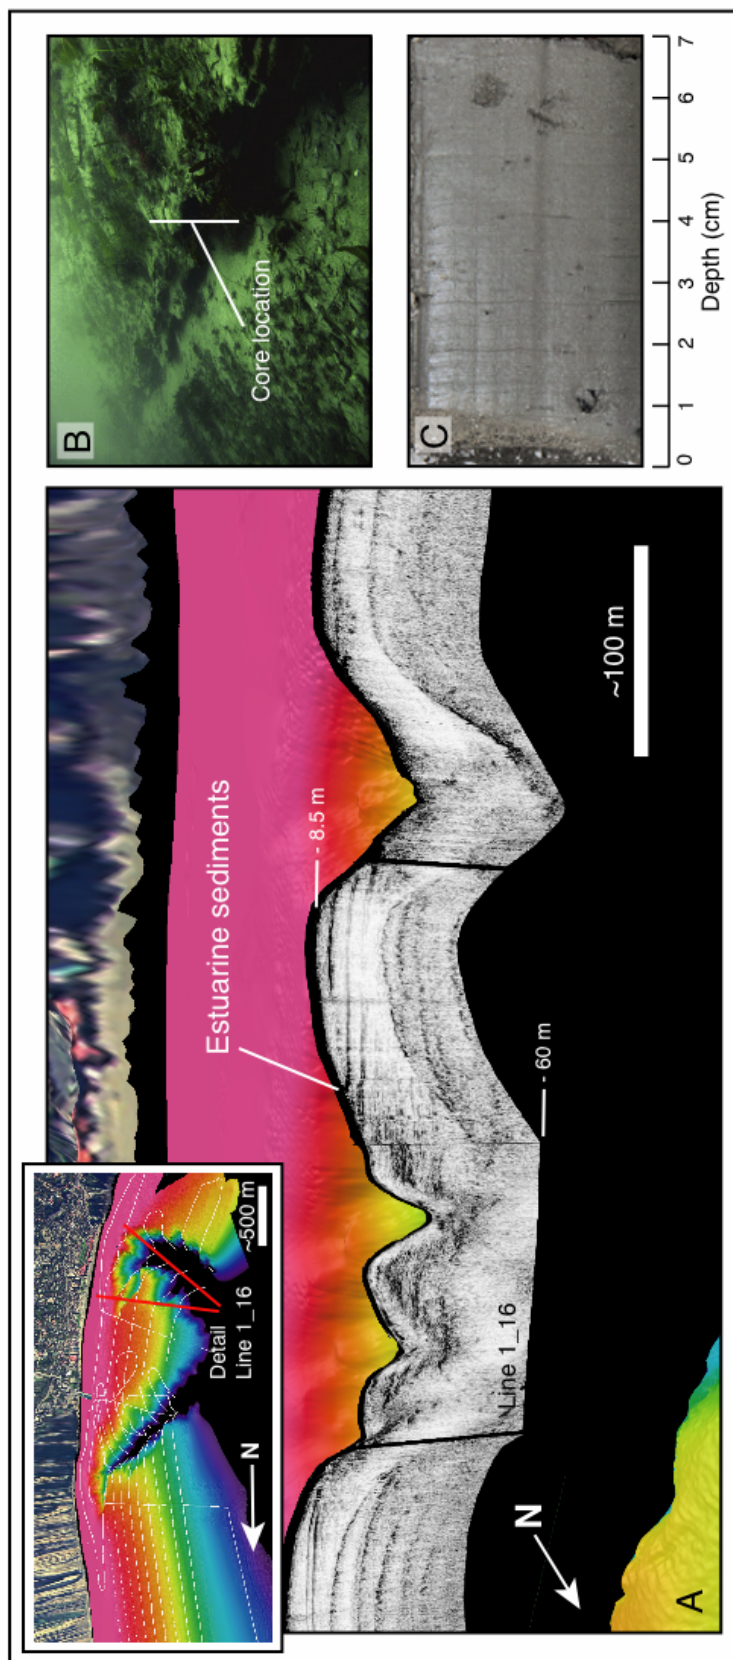 Detail
Line 1_16
~500 m
N
Estuarine sediments
- 8.5 m
- 60 m
Line 1_16
~100 m
N
A
B
Core location
C
0 1 2 3 4 5 6 7
Depth (cm)